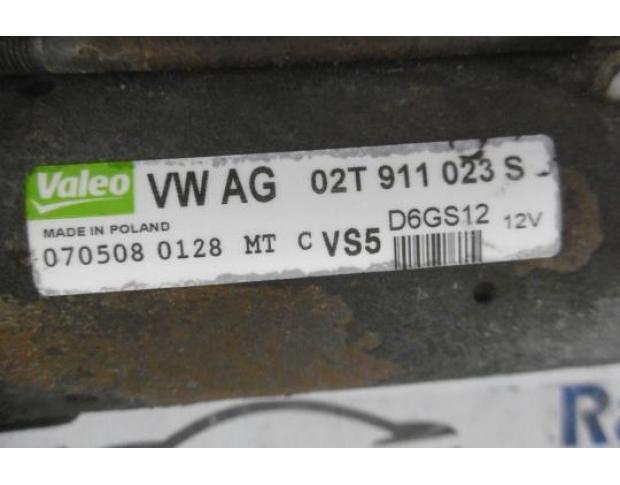 Valeo VW AG 02T 911 023 S
MADE IN POLAND
D6GS12 12V
070508 0128 MT C VS5